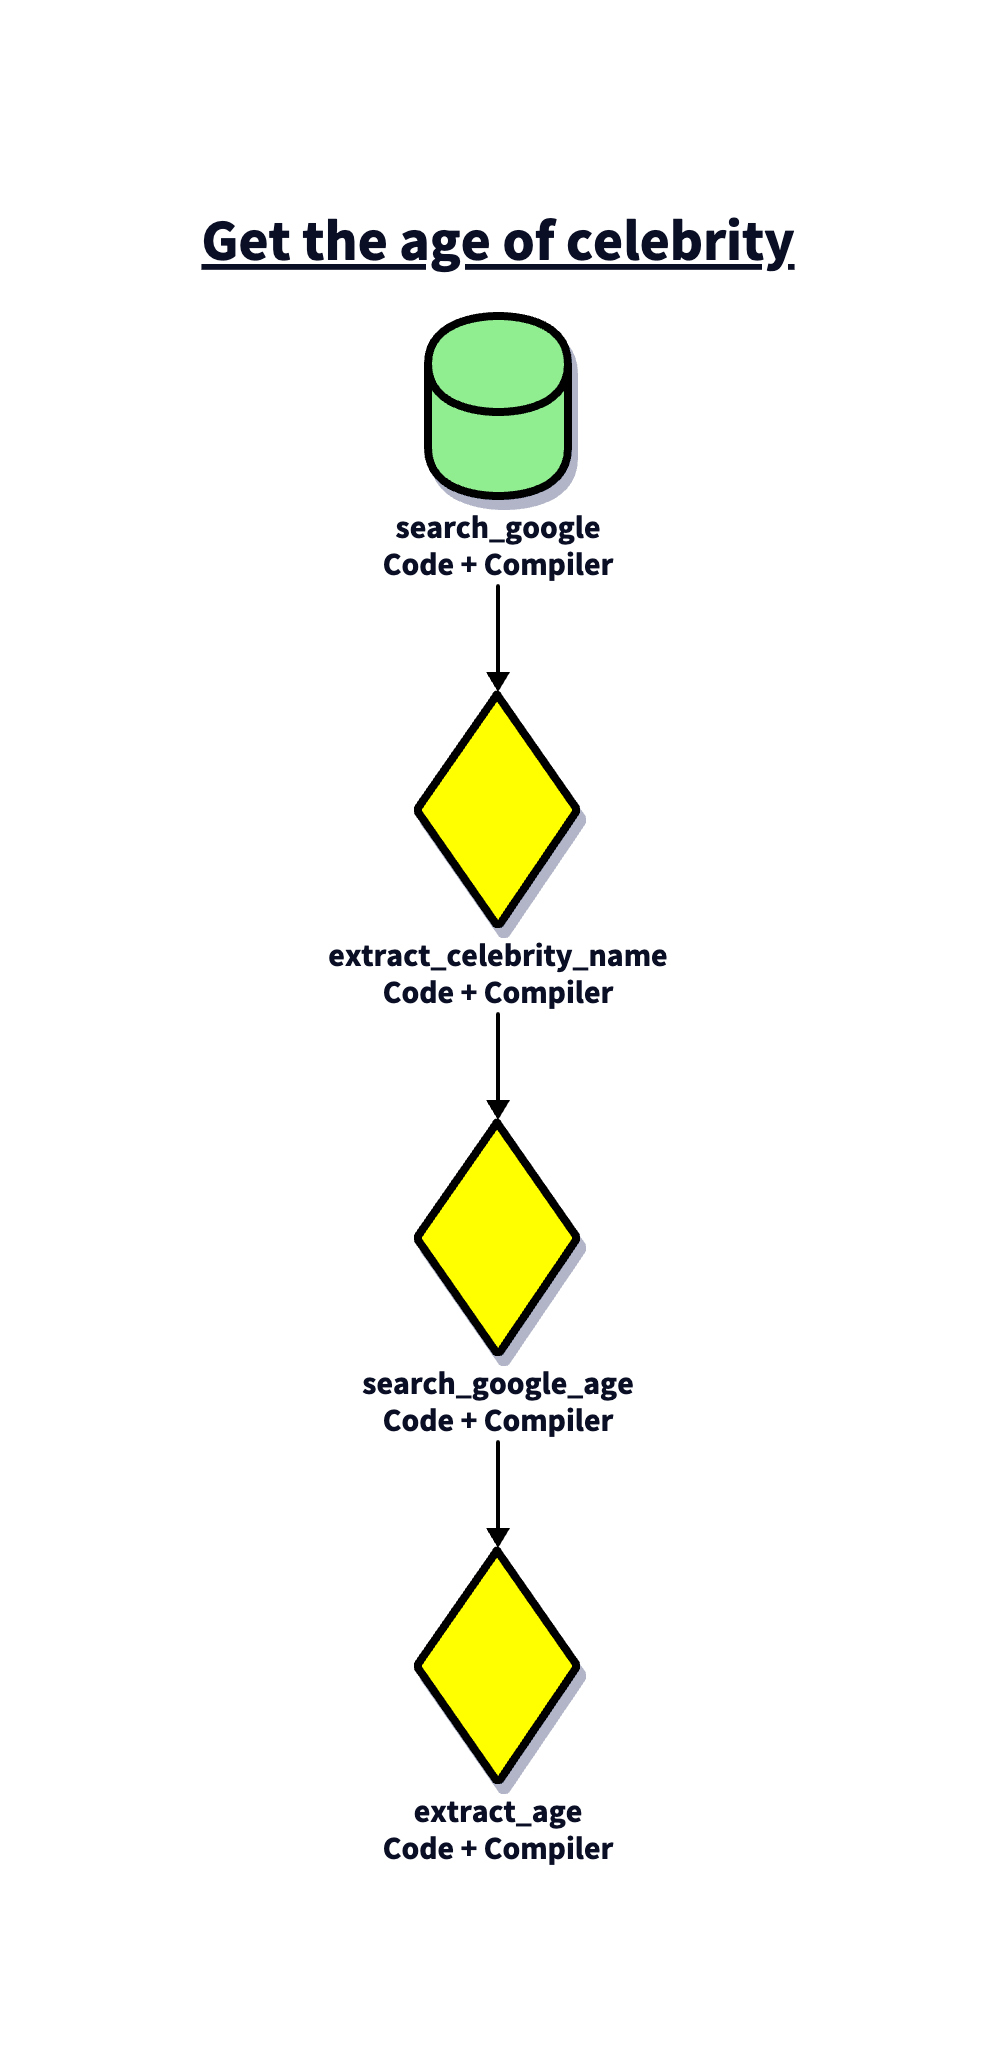 Get the age of celebrity
search_google
Code + Compiler
extract_celebrity_name
Code + Compiler
search_google_age
Code + Compiler
extract_age
Code + Compiler